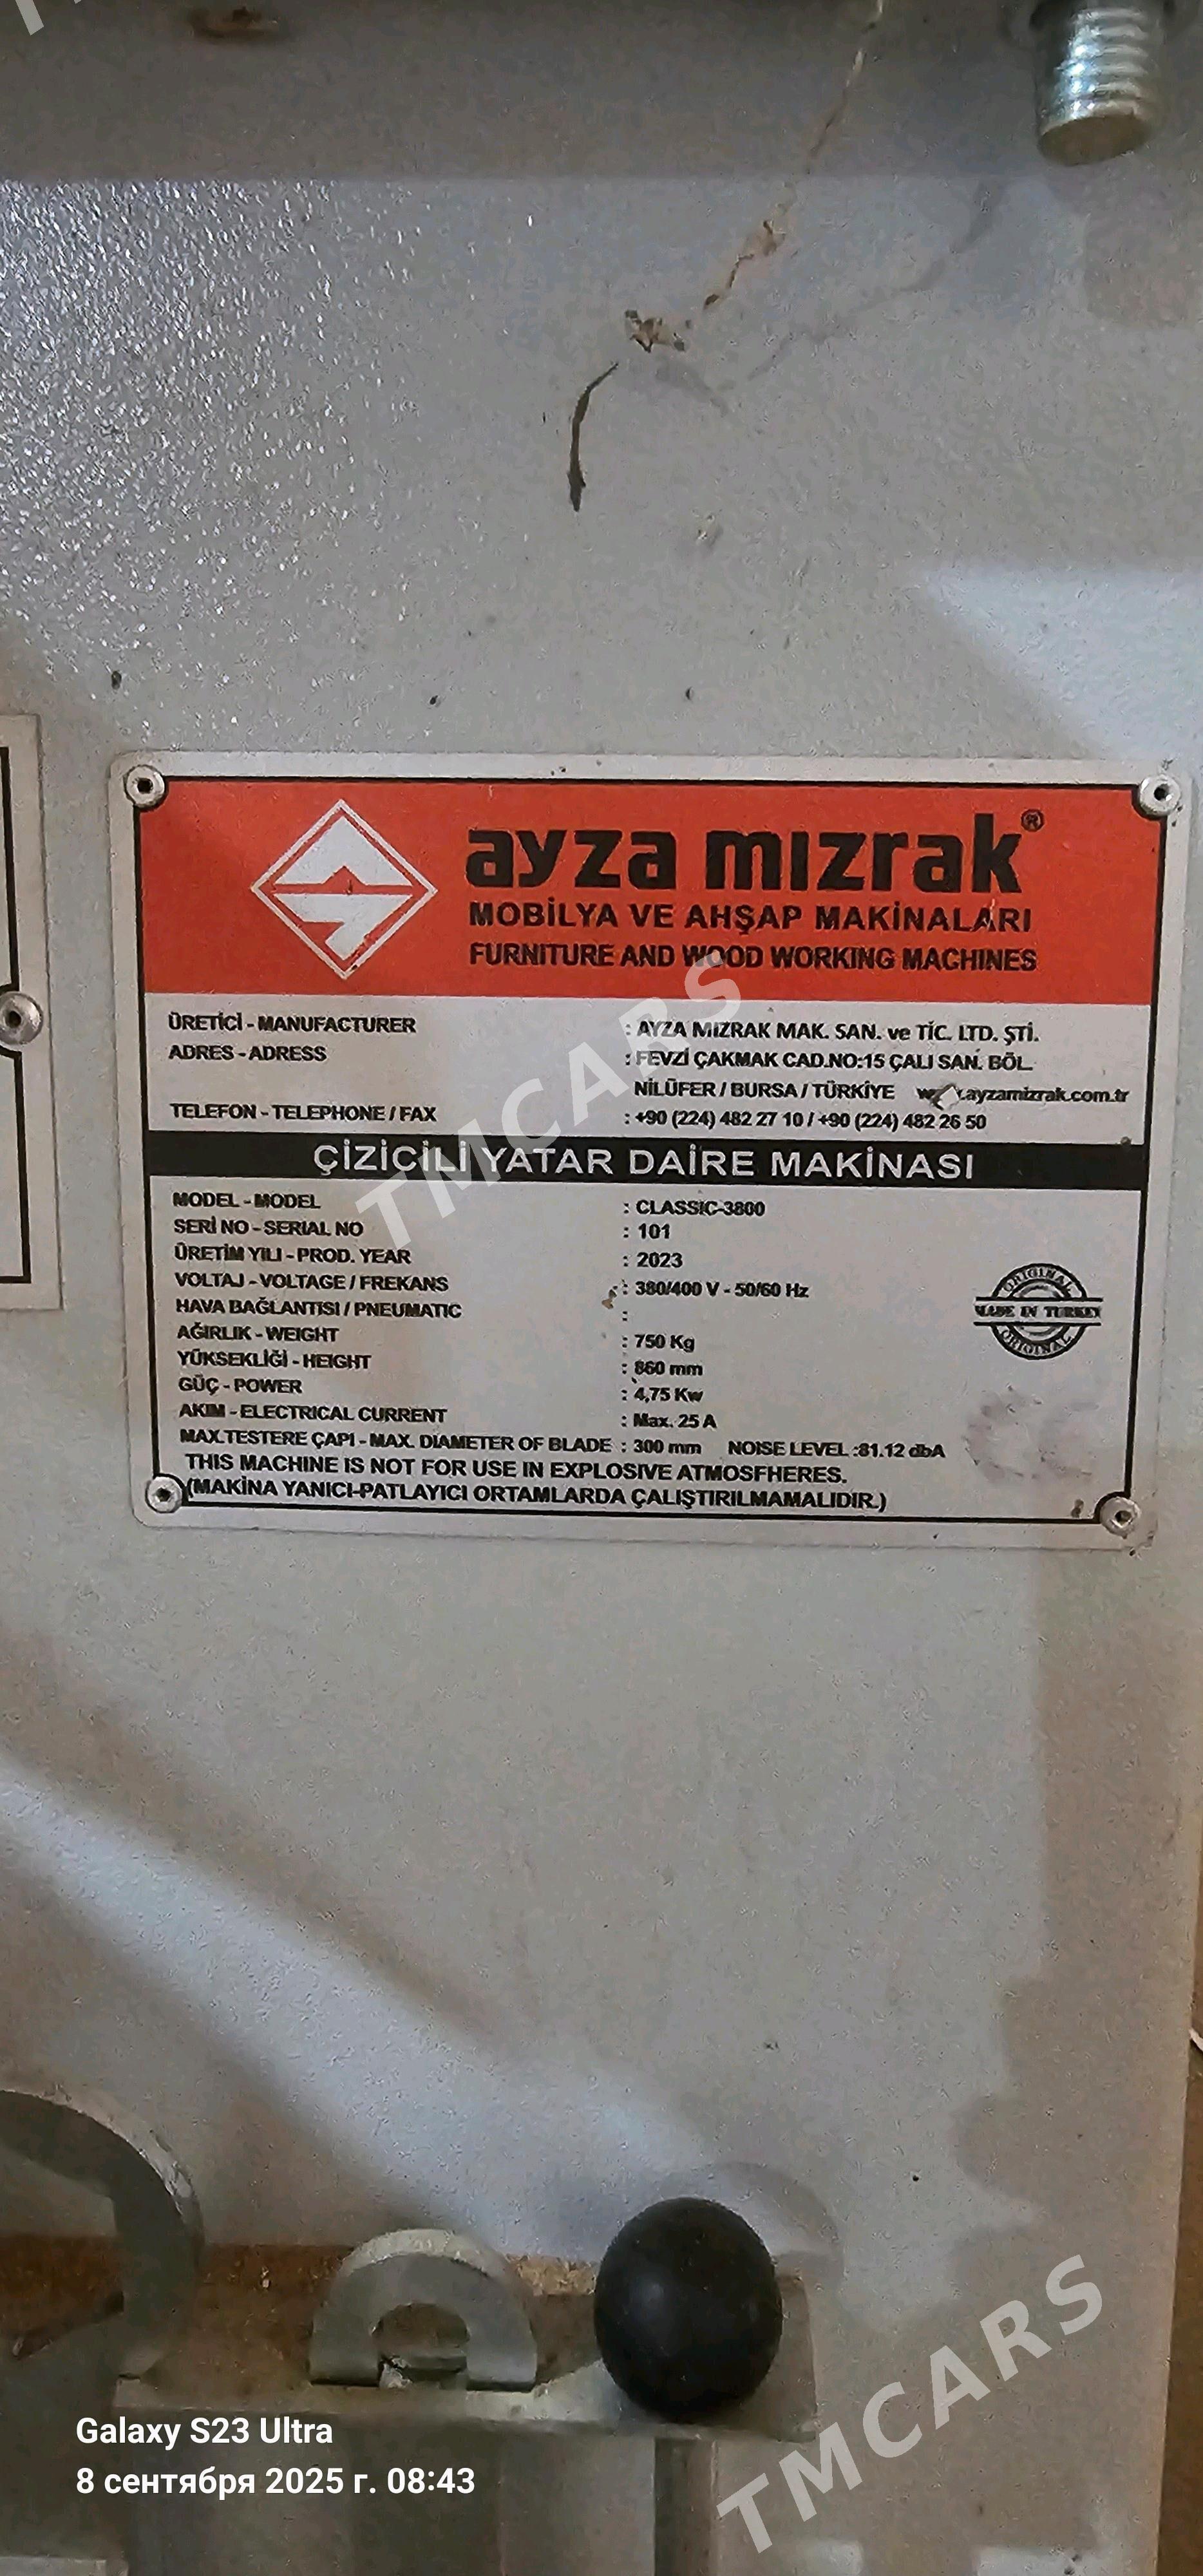 ayza mızrak®
MOBİLYA VE AHŞAP MAKİNALARI
FURNITURE AND WOOD WORKING MACHINES
ÜRETİCİ - MANUFACTURER : AYZA MIZRAK MAK. SAN. ve TİC. LTD. ŞTİ.
ADRES - ADRESS : FEVZİ ÇAKMAK CAD.NO:15 ÇALI SAN. BÖL.
NİLÜFER / BURSA / TÜRKİYE .ayzamizrak.com.tr
TELEFON - TELEPHONE / FAX : +90 (224) 482 27 10 / +90 (224) 482 26 50
ÇİZİCİLİ YATAR DAİRE MAKİNASI
MODEL - MODEL : CLASSIC-3800
SERİ NO - SERIAL NO : 101
ÜRETİM YILI - PROD. YEAR : 2023
VOLTAJ - VOLTAGE / FREKANS : 380/400 V - 50/60 Hz
HAVA BAĞLANTISI / PNEUMATIC :
AĞIRLIK - WEIGHT : 750 Kg
YÜKSEKLİĞİ - HEIGHT : 860 mm
GÜÇ - POWER : 4,75 Kw
AKIM - ELECTRICAL CURRENT : Max. 25 A
MAX.TESTERE ÇAPI - MAX. DIAMETER OF BLADE : 300 mm NOISE LEVEL :81.12 dbA
THIS MACHINE IS NOT FOR USE IN EXPLOSIVE ATMOSFHERES.
(MAKİNA YANICI-PATLAYICI ORTAMLARDA ÇALIŞTIRILMAMALIDIR.)
ORIGINAL
MADE IN TURKEY
ORIGINAL
TMCARS
Galaxy S23 Ultra
8 сентября 2025 г. 08:43
TMCARS